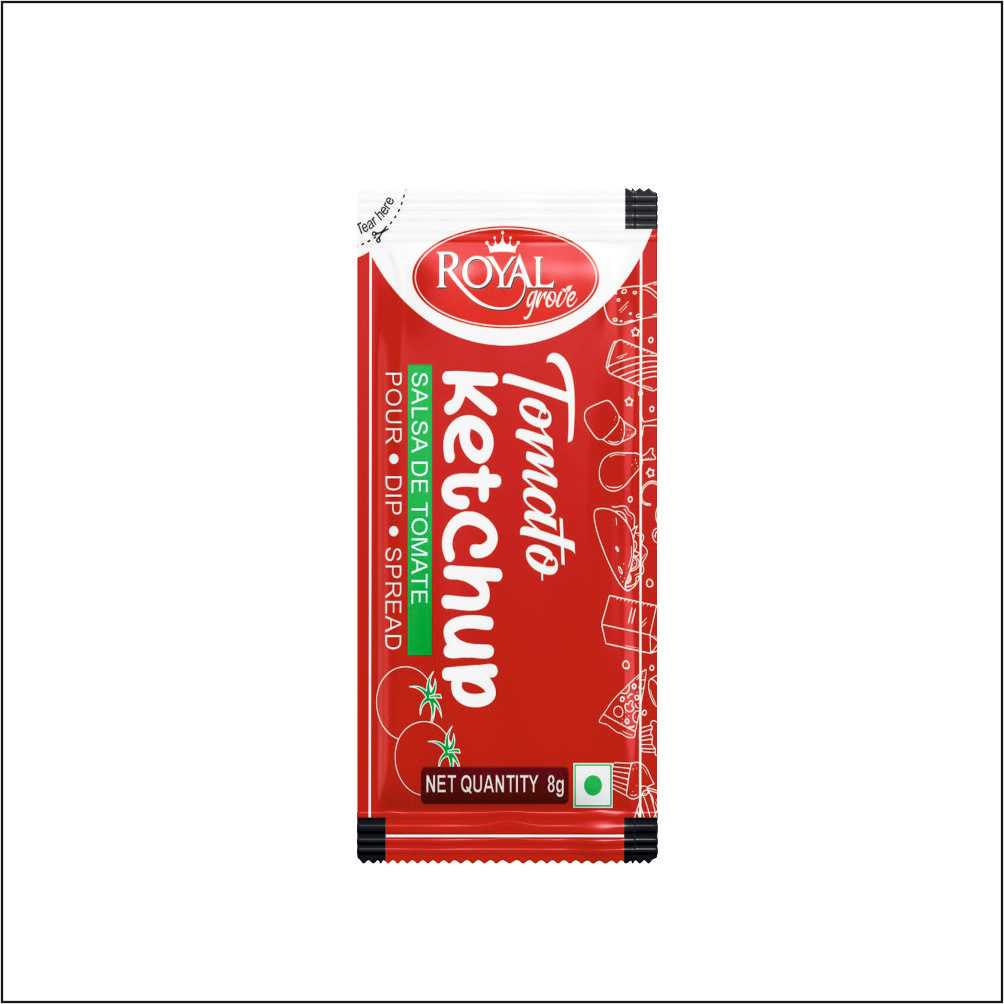 Tear here
ROYAL
grove
Tomato
Ketchup
SALSA DE TOMATE
POUR • DIP • SPREAD
NET QUANTITY 8g